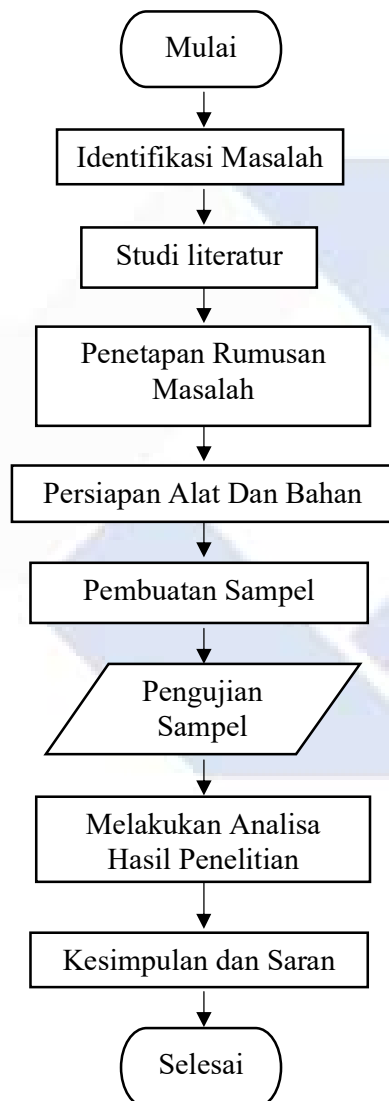 Mulai
Identifikasi Masalah
Studi literatur
Penetapan Rumusan
Masalah
Persiapan Alat Dan Bahan
Pembuatan Sampel
Pengujian
Sampel
Melakukan Analisa
Hasil Penelitian
Kesimpulan dan Saran
Selesai